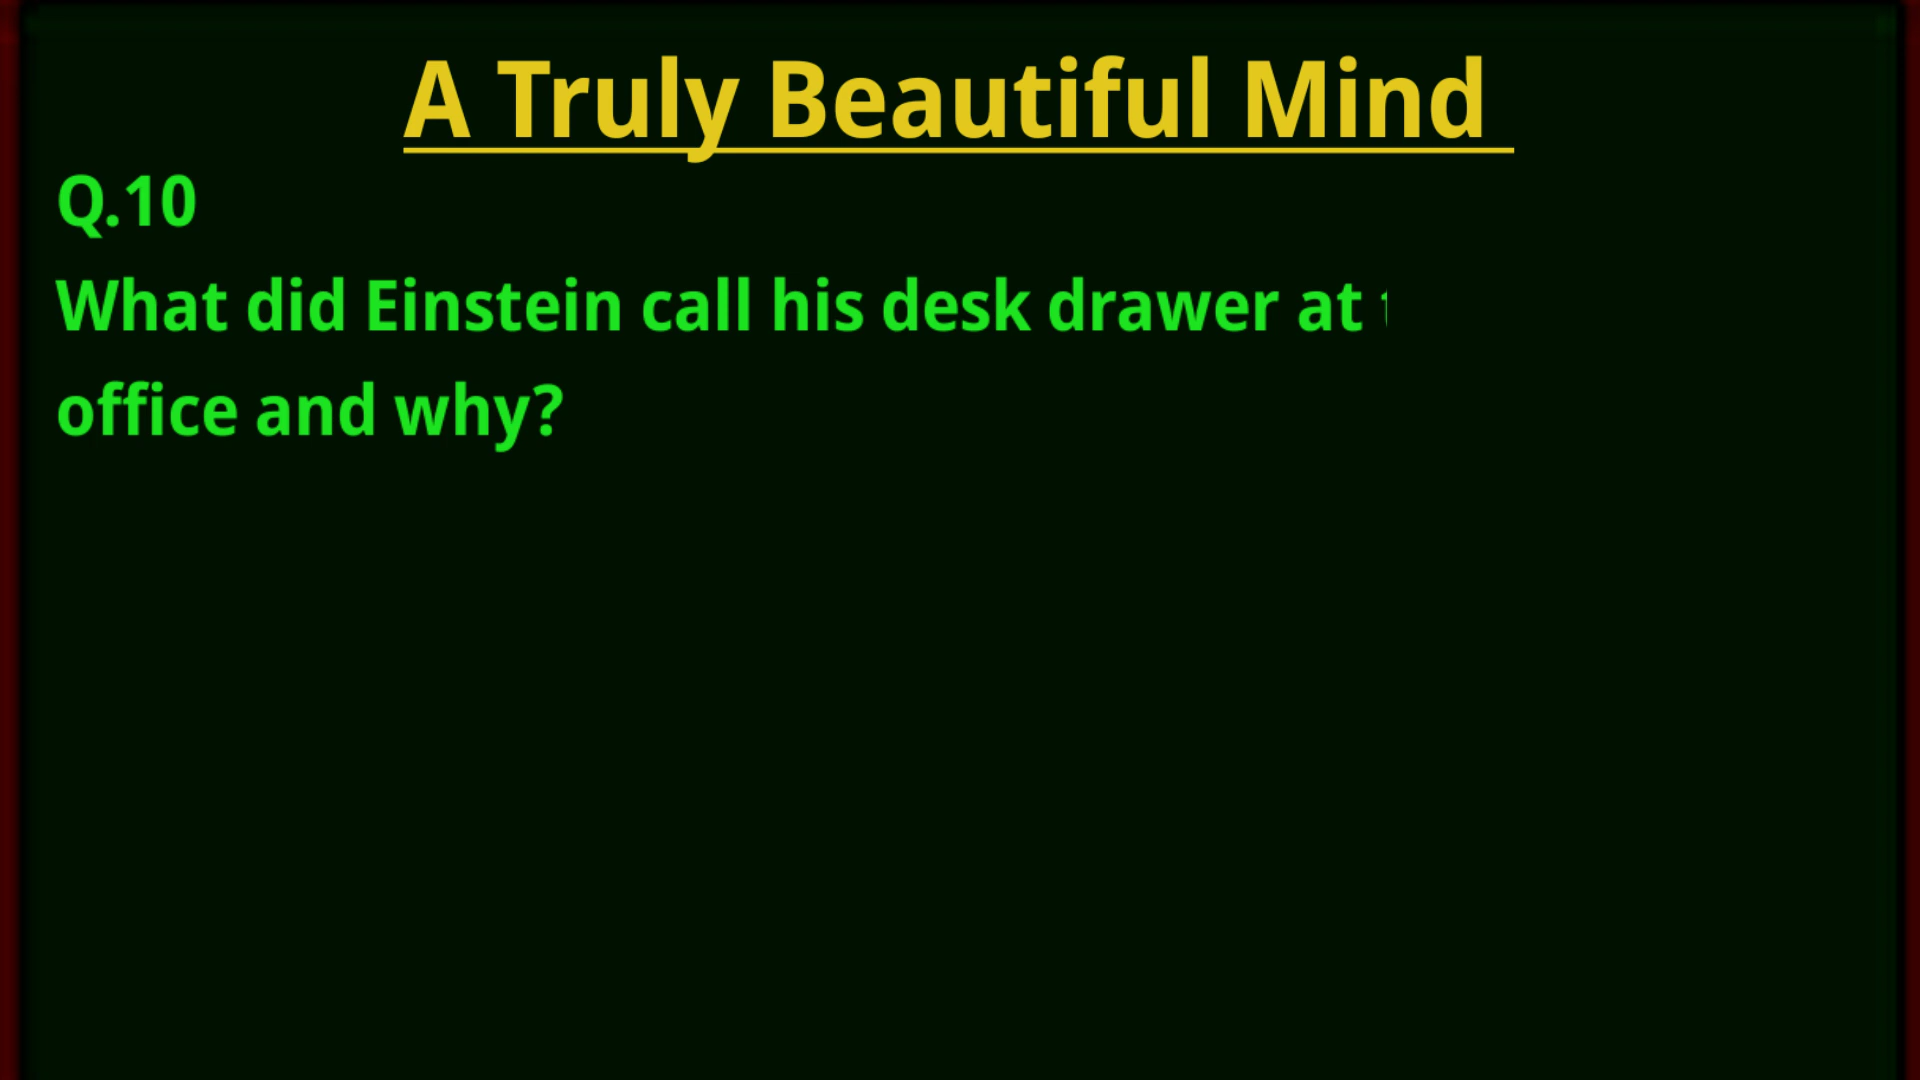 A Truly Beautiful Mind
Q.10
What did Einstein call his desk drawer at
office and why?